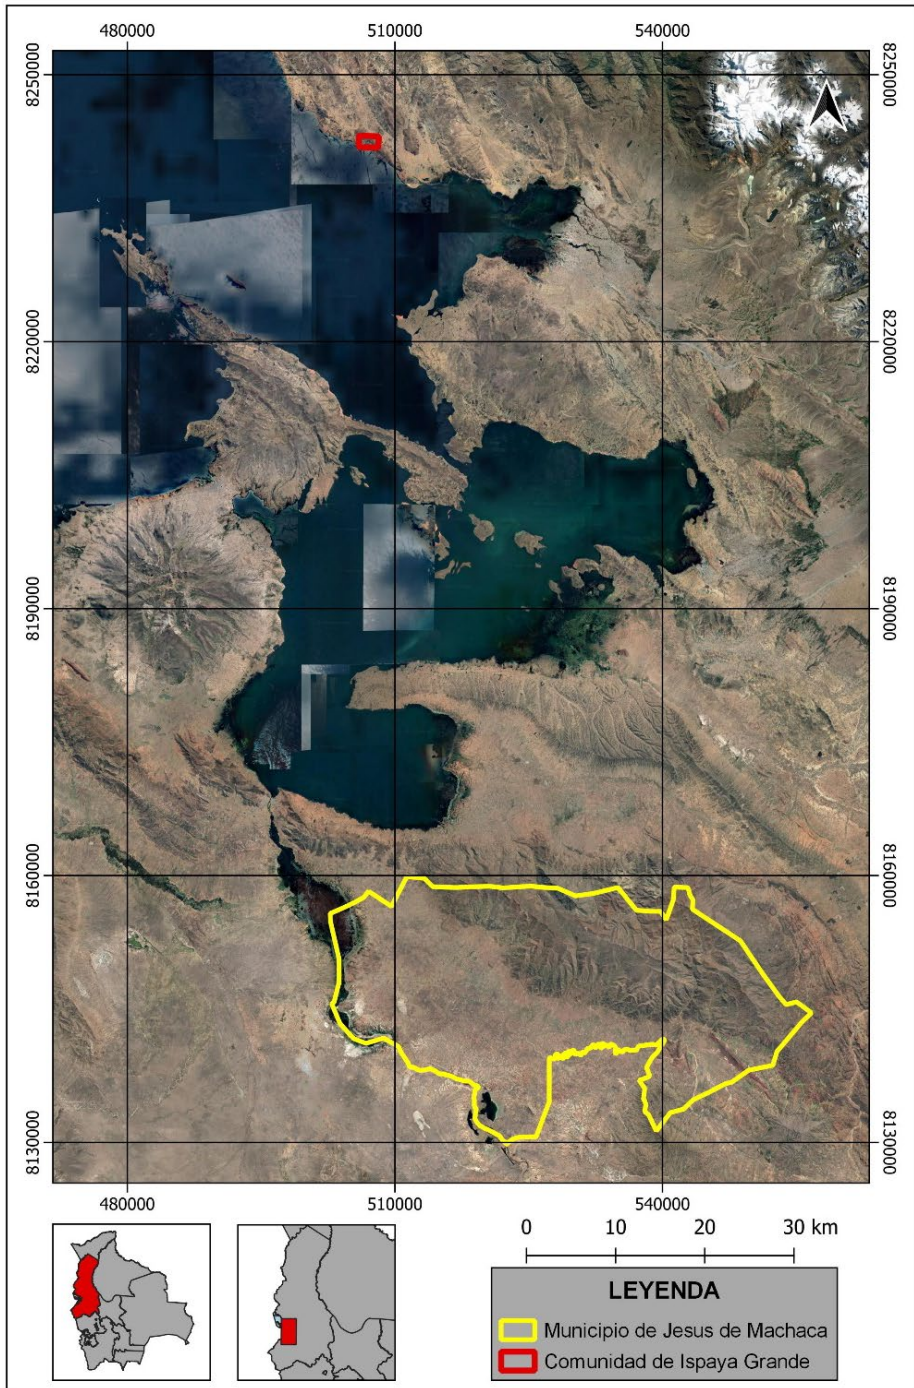 480000 510000 540000
8250000 8250000
8220000 8220000
8190000 8190000
8160000 8160000
8130000 8130000
480000 510000 540000
0 10 20 30 km
LEYENDA
Municipio de Jesus de Machaca
Comunidad de Ispaya Grande